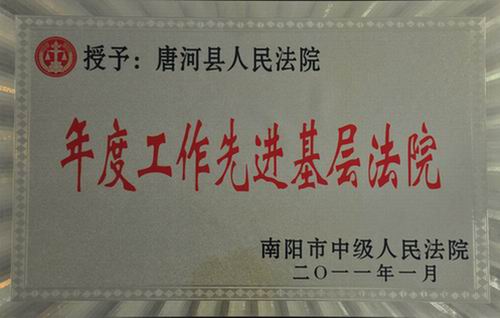 授予：唐河县人民法院
年度工作先进基层法院
南阳市中级人民法院
二〇一一年一月